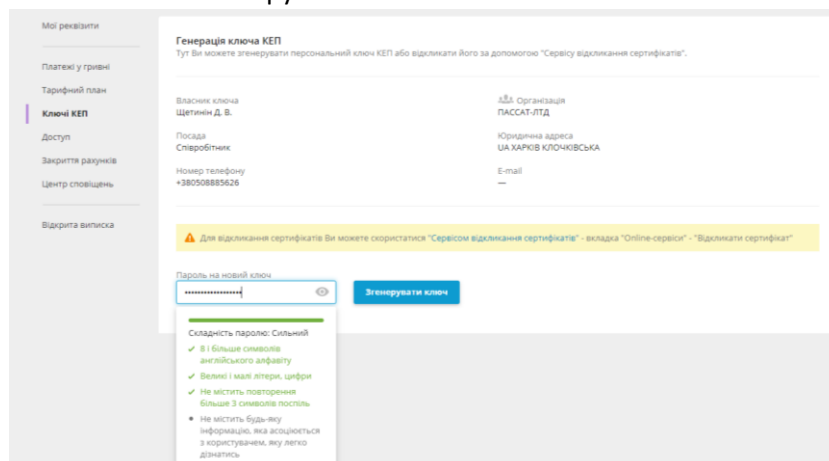 Мої реквізити
Платежі у гривні
Тарифний план
Ключі КЕП
Доступ
Закриття рахунків
Центр сповіщень
Відкрита виписка
Генерація ключа КЕП
Тут Ви можете згенерувати персональний ключ КЕП або відкликати його за допомогою "Сервісу відкликання сертифікатів".
Власник ключа
Щетинін Д. В.
Організація
ПАССАТ-ЛТД
Посада
Співробітник
Юридична адреса
UA ХАРКІВ КЛОЧКІВСЬКА
Номер телефону
+380508885626
E-mail
—
Для відкликання сертифікатів Ви можете скористатися "Сервісом відкликання сертифікатів" - вкладка "Online-сервіси" - "Відкликати сертифікат"
Пароль на новий ключ
Згенерувати ключ
Складність паролю: Сильний
8 і більше символів
англійського алфавіту
Великі і малі літери, цифри
Не містить повторення
більше 3 символів поспіль
Не містить будь-яку
інформацію, яка асоціюється
з користувачем, яку легко
дізнатись